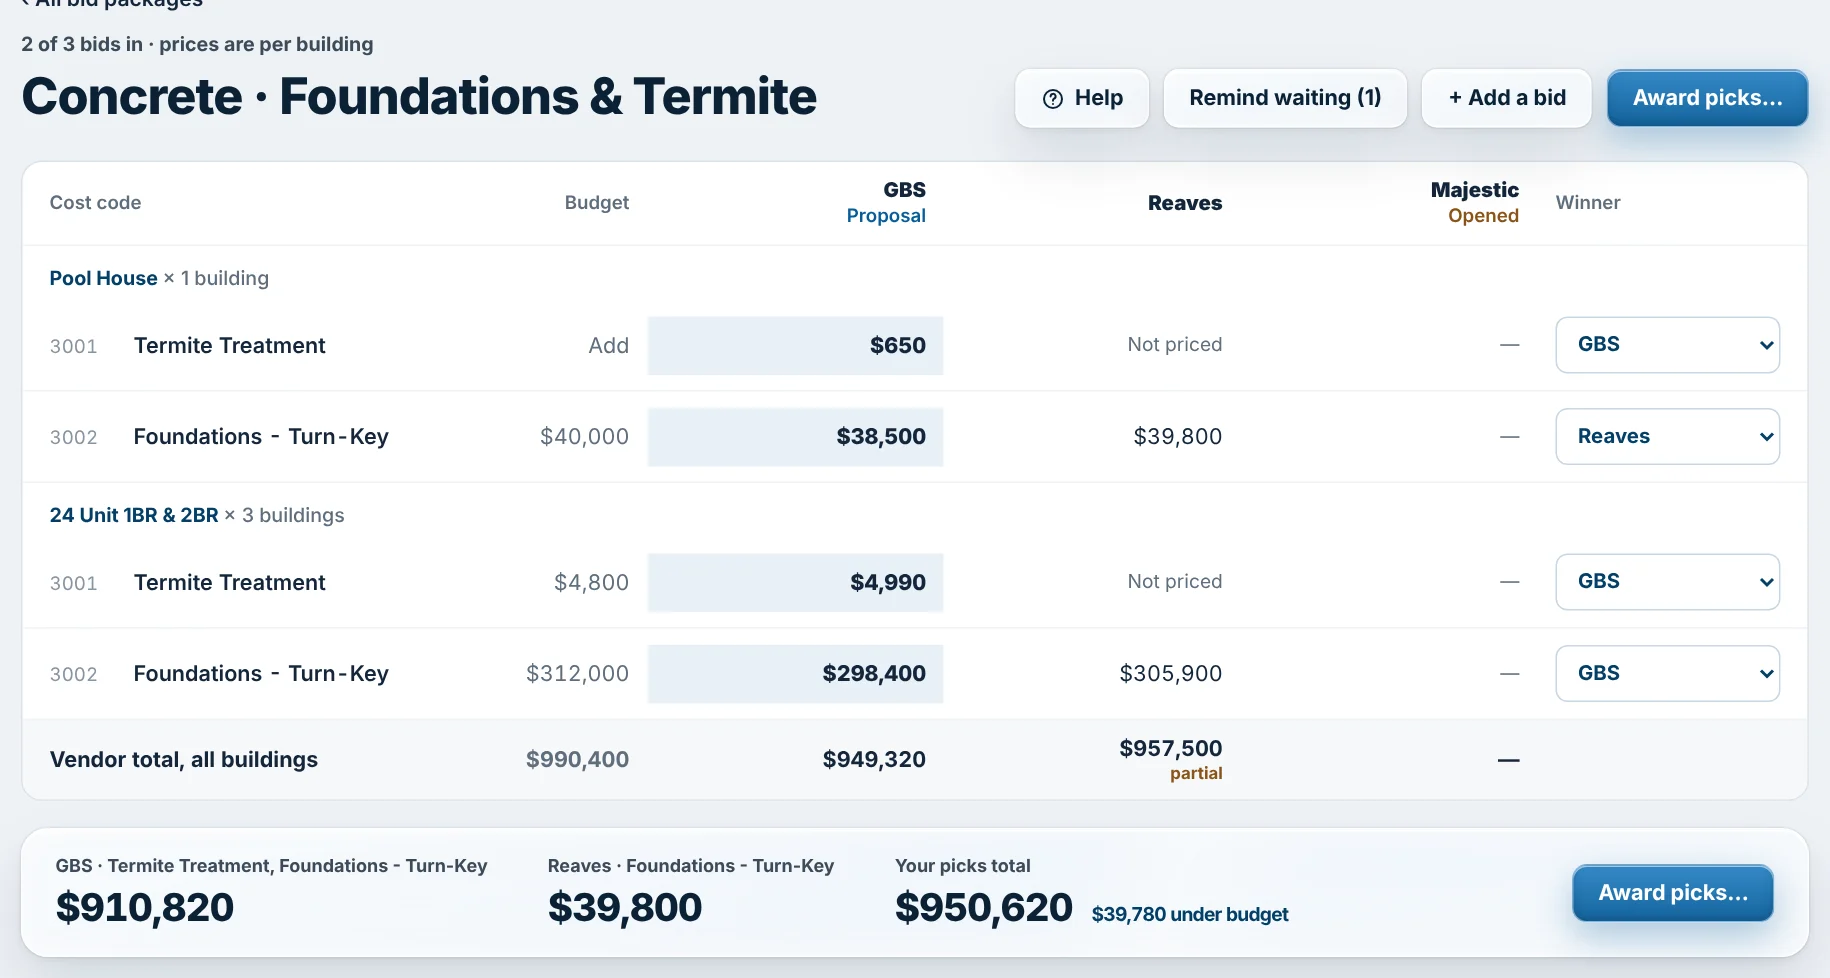 ‹ All bid packages
2 of 3 bids in · prices are per building
Concrete · Foundations & Termite
Help
Remind waiting (1)
+ Add a bid
Award picks...
Cost code Budget GBS Proposal Reaves Majestic Opened Winner
Pool House × 1 building
3001 Termite Treatment Add $650 Not priced — GBS
3002 Foundations - Turn-Key $40,000 $38,500 $39,800 — Reaves
24 Unit 1BR & 2BR × 3 buildings
3001 Termite Treatment $4,800 $4,990 Not priced — GBS
3002 Foundations - Turn-Key $312,000 $298,400 $305,900 — GBS
Vendor total, all buildings $990,400 $949,320 $957,500 partial —
GBS · Termite Treatment, Foundations - Turn-Key
$910,820
Reaves · Foundations - Turn-Key
$39,800
Your picks total
$950,620 $39,780 under budget
Award picks...